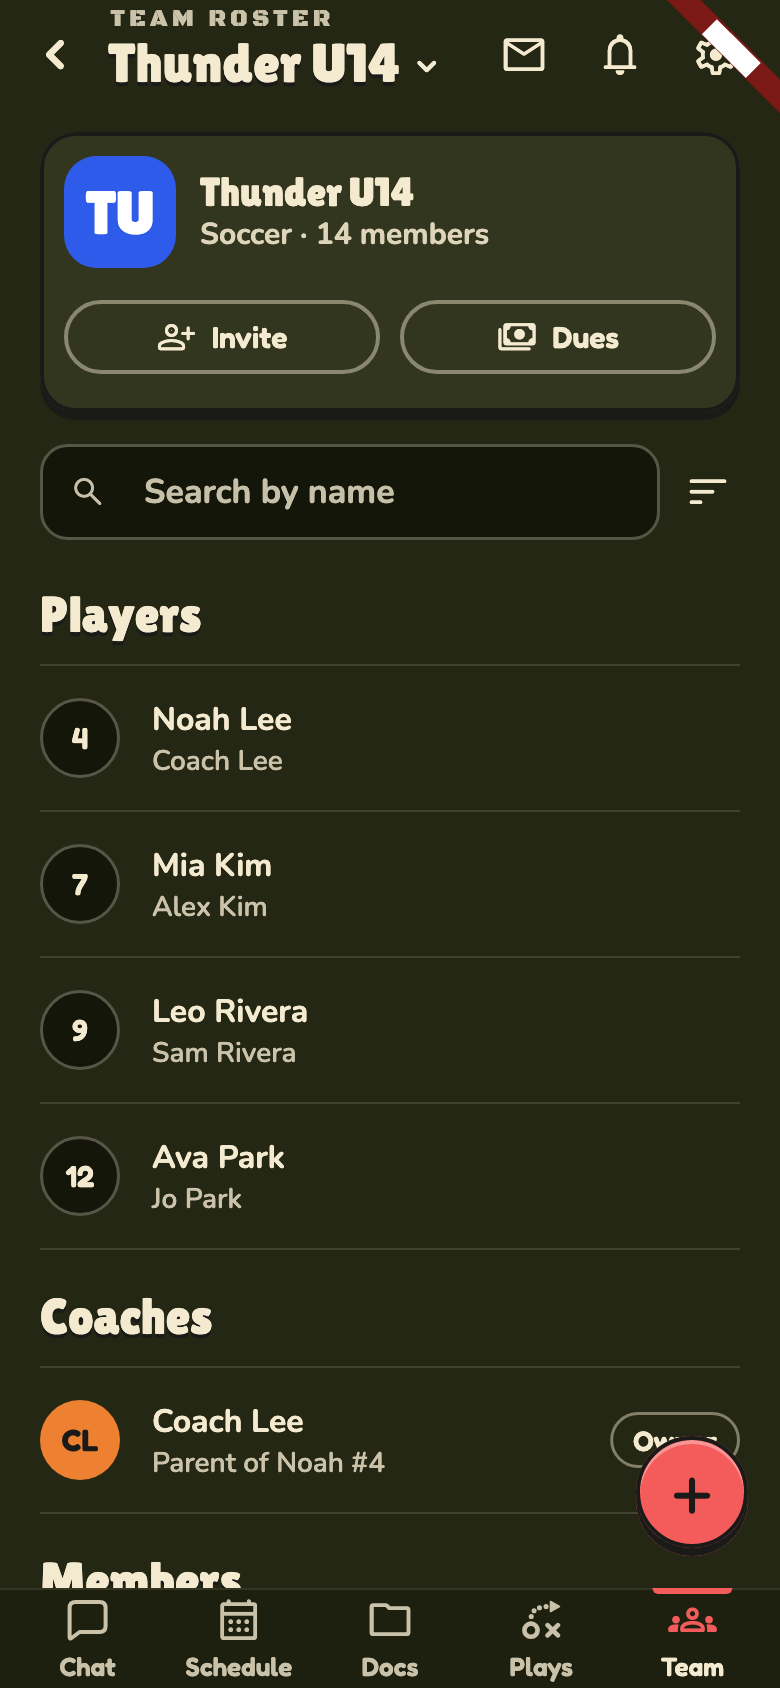 TEAM ROSTER
Thunder U14
TU
Thunder U14
Soccer · 14 members
Invite
Dues
Search by name
Players
4
Noah Lee
Coach Lee
7
Mia Kim
Alex Kim
9
Leo Rivera
Sam Rivera
12
Ava Park
Jo Park
Coaches
CL
Coach Lee
Parent of Noah #4
Members
Chat
Schedule
Docs
Plays
Team